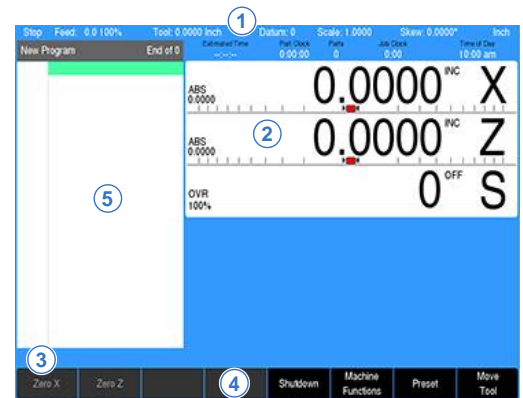 Stop Feed: 0.0 100% Tool: 0.0000 Inch 1 Datum: 0 Scale: 1.0000 Skew: 0.0000° Inch
New Program End of 0 Estimated Time Part Clock Parts Job Clock Time of Day
--:--:-- 0:00:00 0 0:00 10:00 am
ABS 0.0000 INC X
0.0000
ABS 2 0.0000 INC Z
0.0000
5
OVR 0 OFF S
100%
3
Zero X Zero Z 4 Shutdown Machine Functions Preset Move Tool